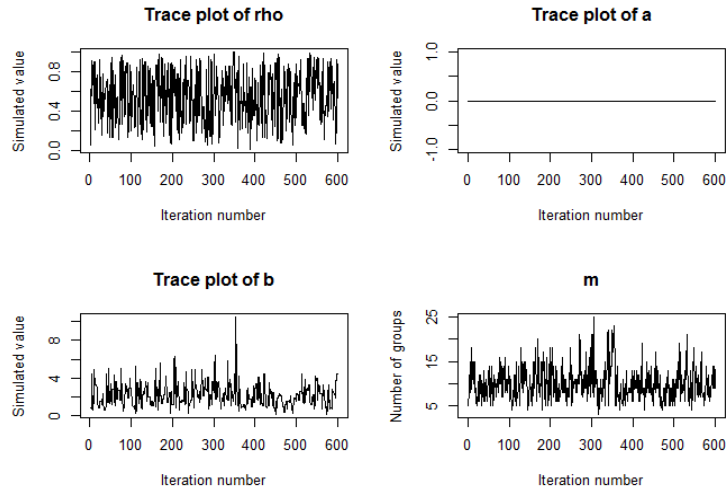 Trace plot of rho
Simulated value
0.0 0.4 0.8
0 100 200 300 400 500 600
Iteration number
Trace plot of a
Simulated value
-1.0 0.0 1.0
0 100 200 300 400 500 600
Iteration number
Trace plot of b
Simulated value
0 4 8
0 100 200 300 400 500 600
Iteration number
m
Number of groups
5 15 25
0 100 200 300 400 500 600
Iteration number